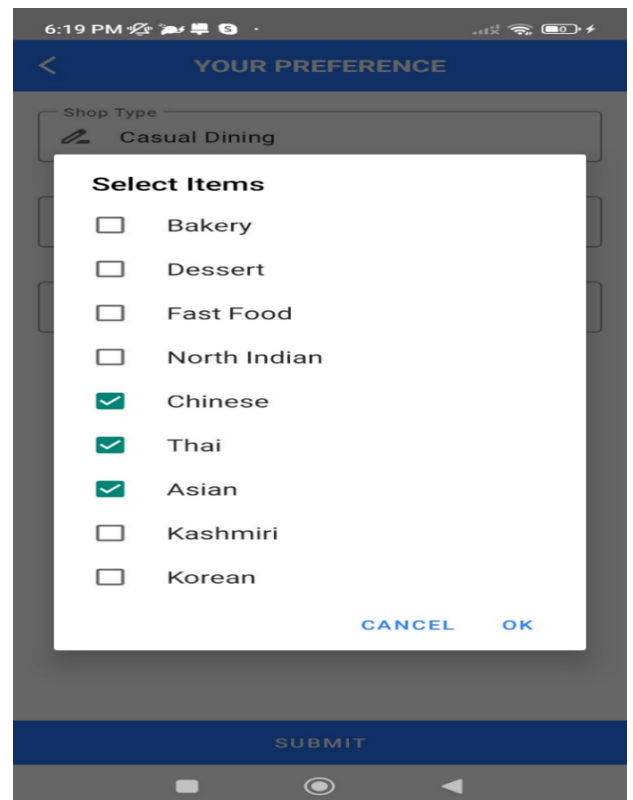 6:19 PM
YOUR PREFERENCE
Shop Type
Casual Dining
Select Items
Bakery
Dessert
Fast Food
North Indian
Chinese
Thai
Asian
Kashmiri
Korean
CANCEL OK
SUBMIT